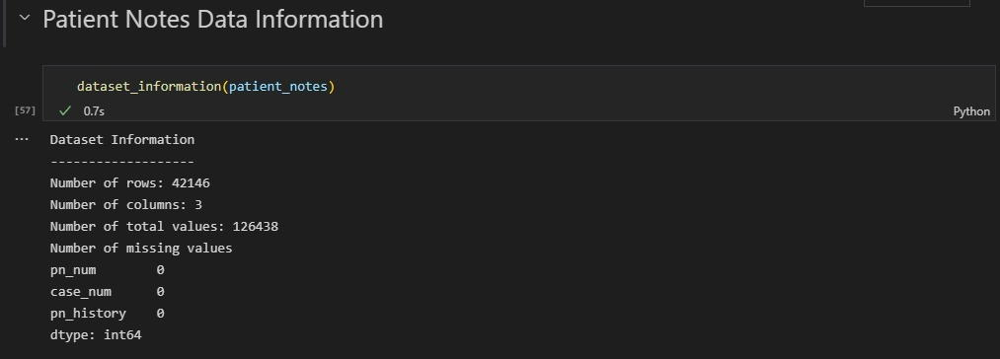 Patient Notes Data Information
dataset_information(patient_notes)
[57]
0.7s
Python
Dataset Information
-------------------
Number of rows: 42146
Number of columns: 3
Number of total values: 126438
Number of missing values
pn_num        0
case_num      0
pn_history    0
dtype: int64